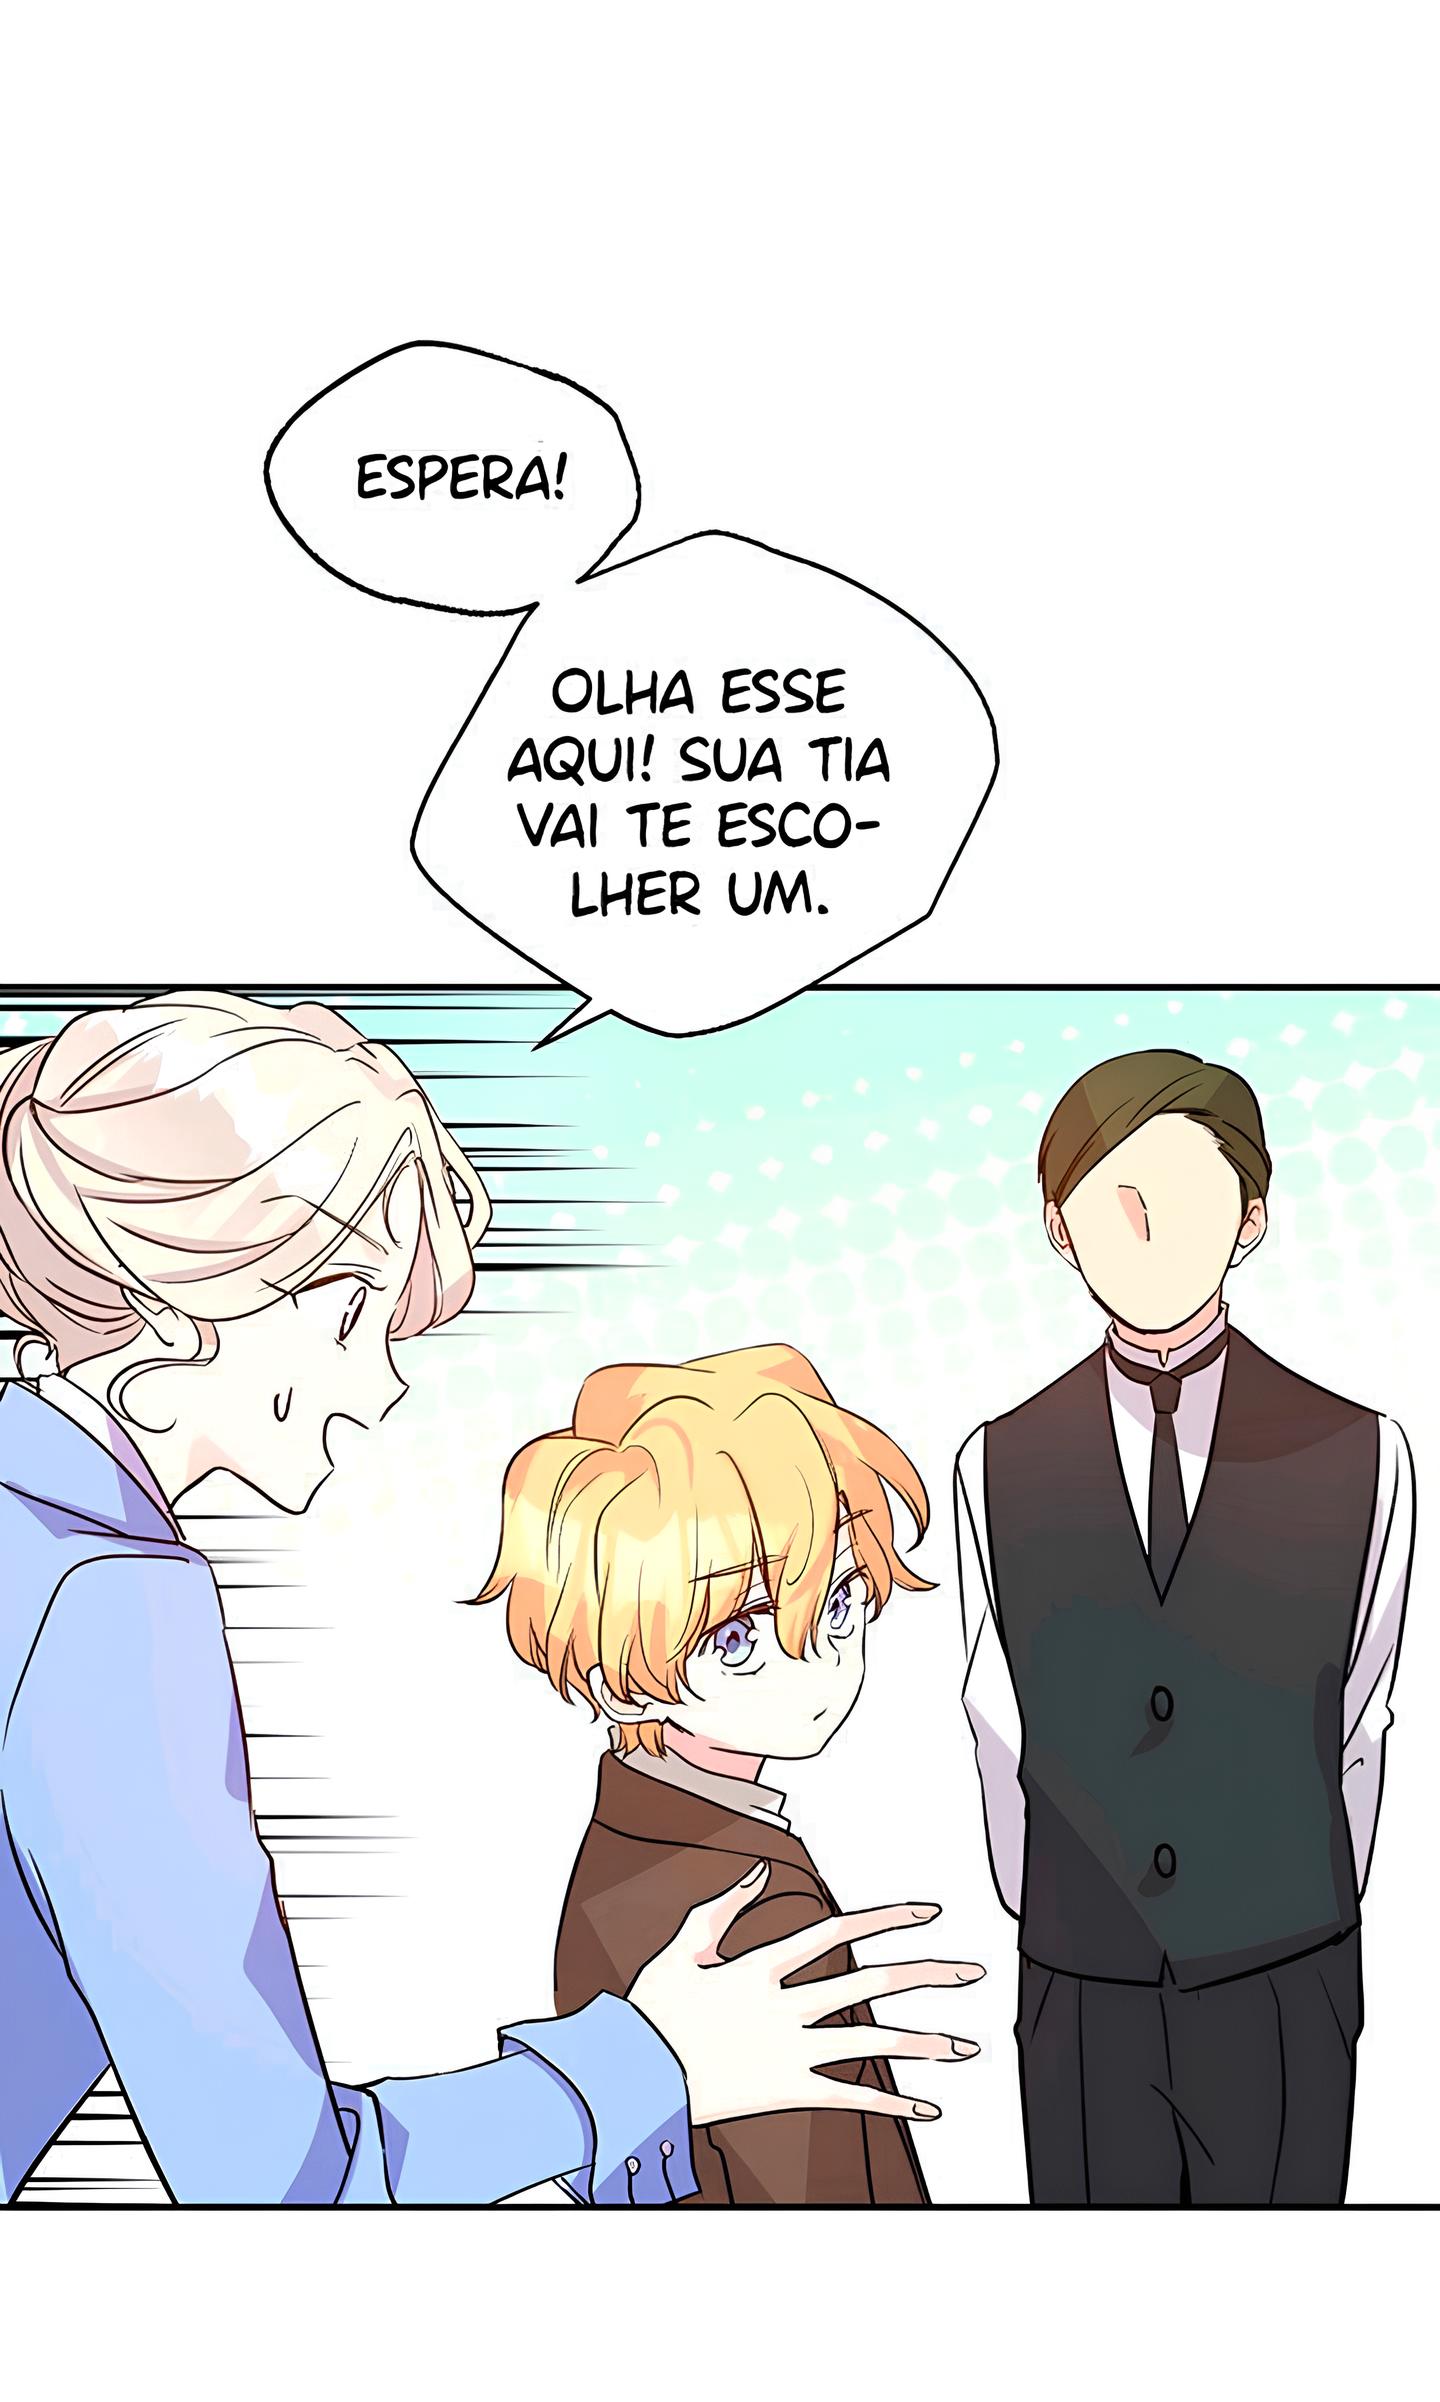 ESPERA!
OLHA ESSE
AQUI! SUA TIA
VAI TE ESCO-
LHER UM.